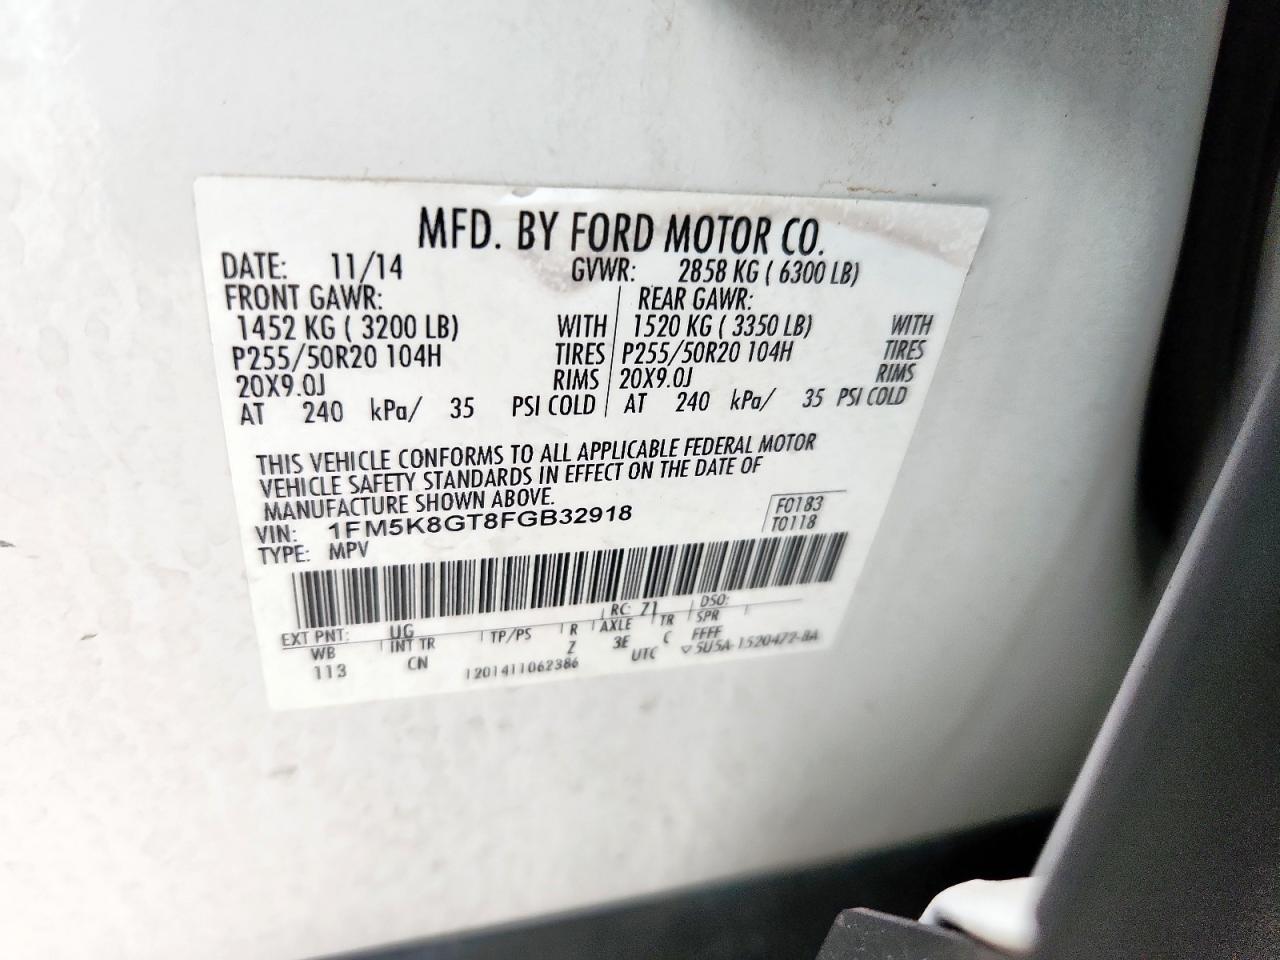 MFD. BY FORD MOTOR CO.
DATE: 11/14 GVWR: 2858 KG ( 6300 LB)
FRONT GAWR: REAR GAWR:
1452 KG ( 3200 LB) WITH 1520 KG ( 3350 LB) WITH
P255/50R20 104H TIRES P255/50R20 104H TIRES
20X9.0J RIMS 20X9.0J RIMS
AT 240 kPa/ 35 PSI COLD AT 240 kPa/ 35 PSI COLD
THIS VEHICLE CONFORMS TO ALL APPLICABLE FEDERAL MOTOR
VEHICLE SAFETY STANDARDS IN EFFECT ON THE DATE OF
MANUFACTURE SHOWN ABOVE.
F0183
VIN: 1FM5K8GT8FGB32918
T0118
TYPE: MPV
EXT PNT: UG RC: 71 DSO:
WB INT TR TP/PS R AXLE TR SPR
113 CN Z 3E C FFFF
1201411062386 UTC ▽5U5A-1520472-BA